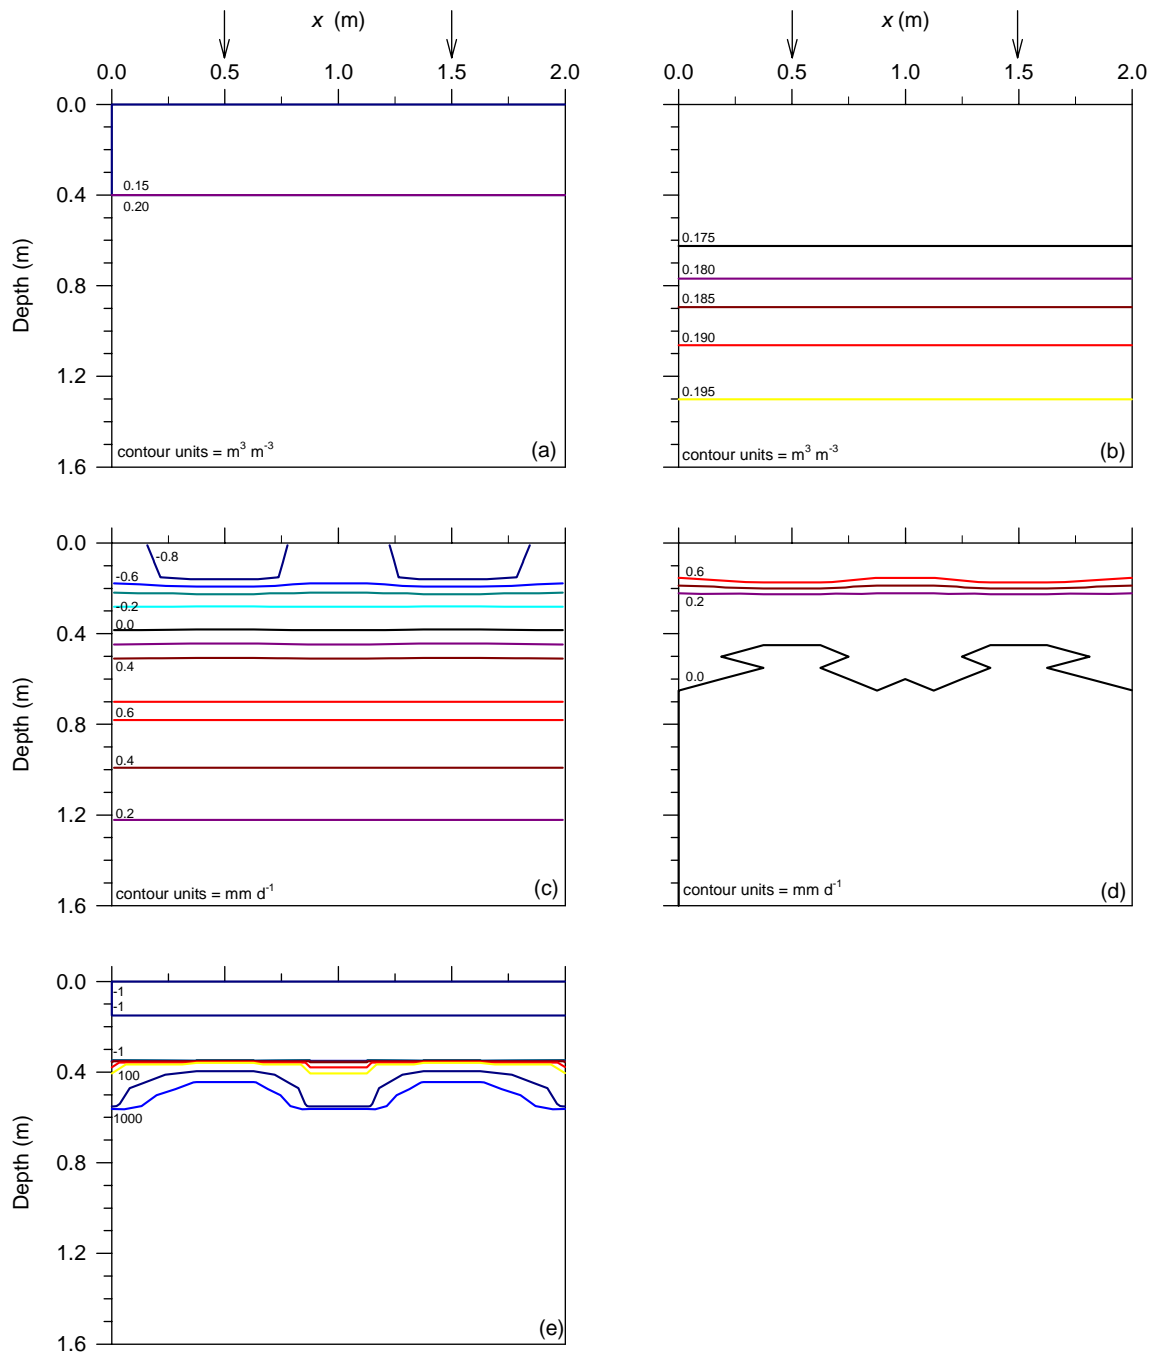 x (m) x (m)
0.0 0.5 1.0 1.5 2.0 0.0 0.5 1.0 1.5 2.0
0.0
0.4
0.8
1.2
1.6
Depth (m)
0.15
0.20
contour units = m³ m⁻³
(a)
0.175
0.180
0.185
0.190
0.195
contour units = m³ m⁻³
(b)
0.0
0.4
0.8
1.2
1.6
Depth (m)
-0.8
-0.6
-0.2
0.0
0.4
0.6
0.4
0.2
contour units = mm d⁻¹
(c)
0.6
0.2
0.0
contour units = mm d⁻¹
(d)
0.0
0.4
0.8
1.2
1.6
Depth (m)
-1
-1
-1
100
1000
(e)